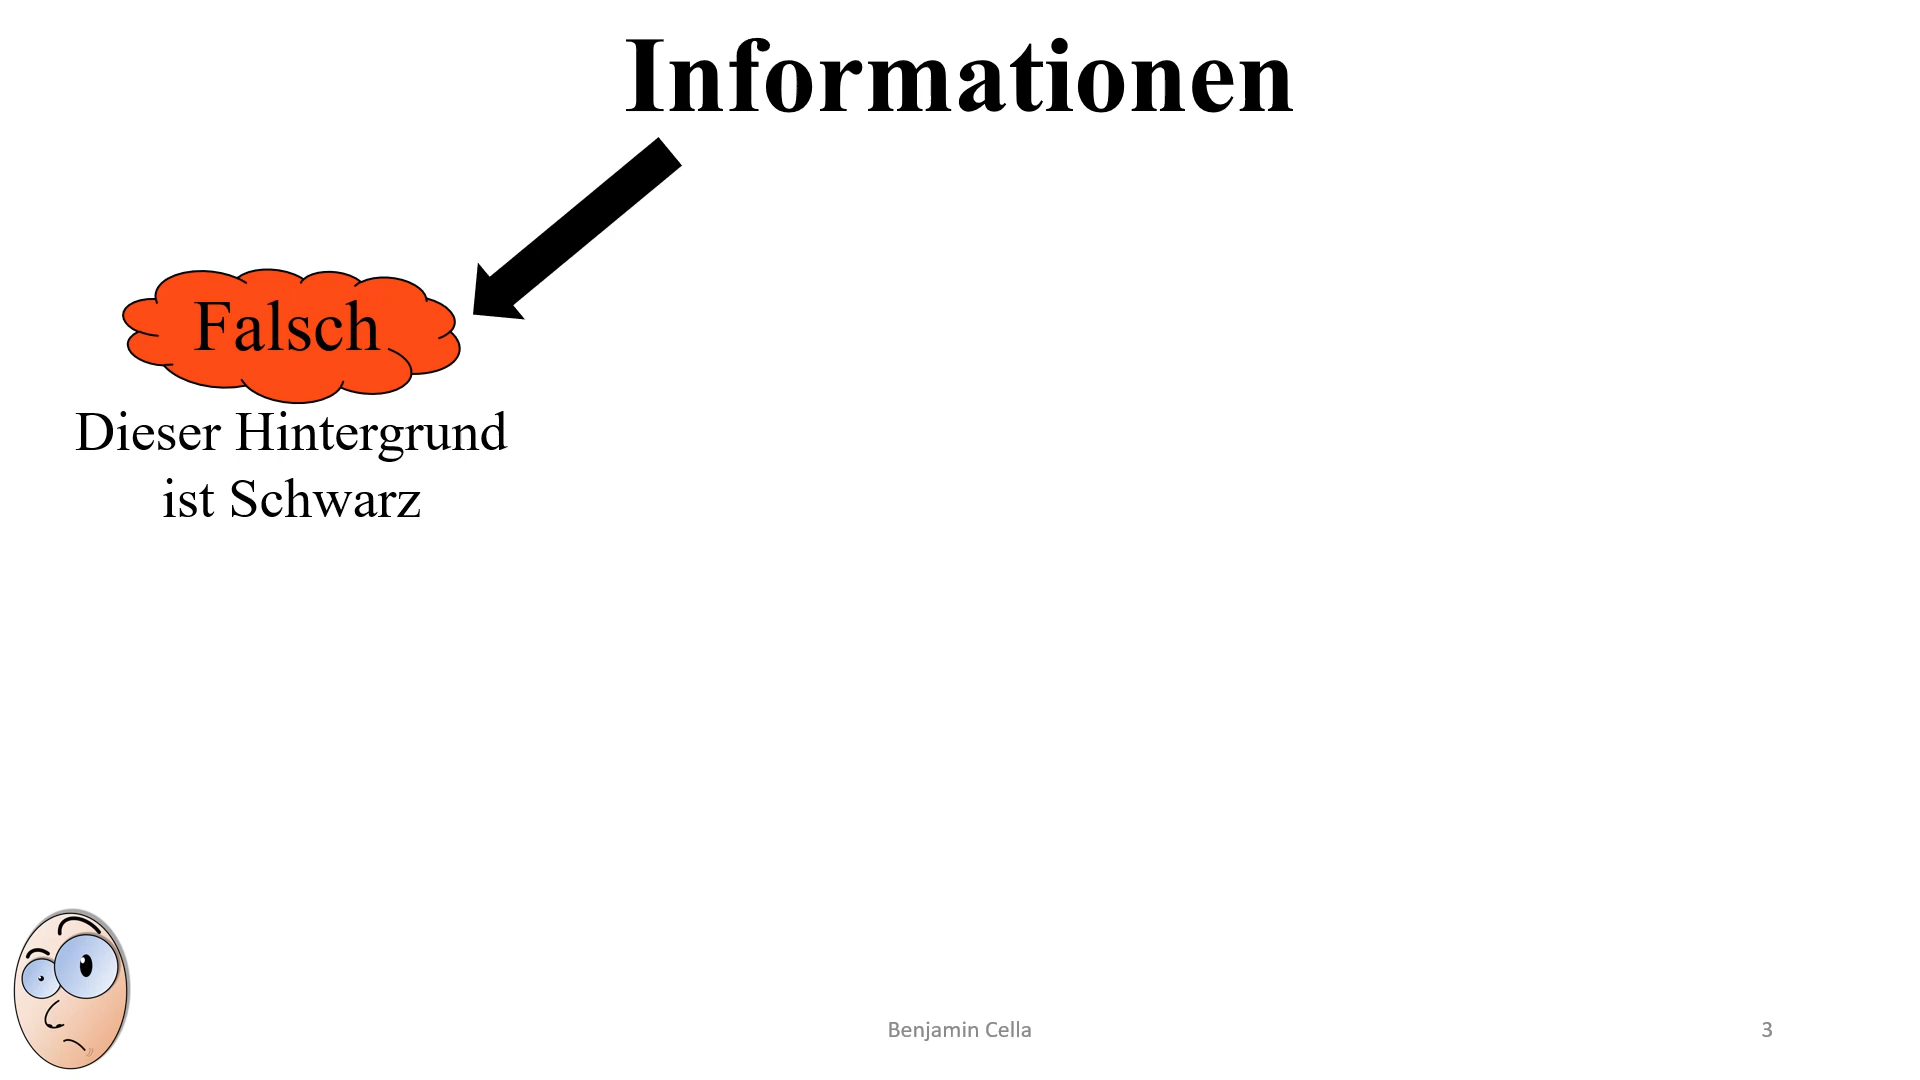 Informationen
Falsch
Dieser Hintergrund
ist Schwarz
Benjamin Cella
3